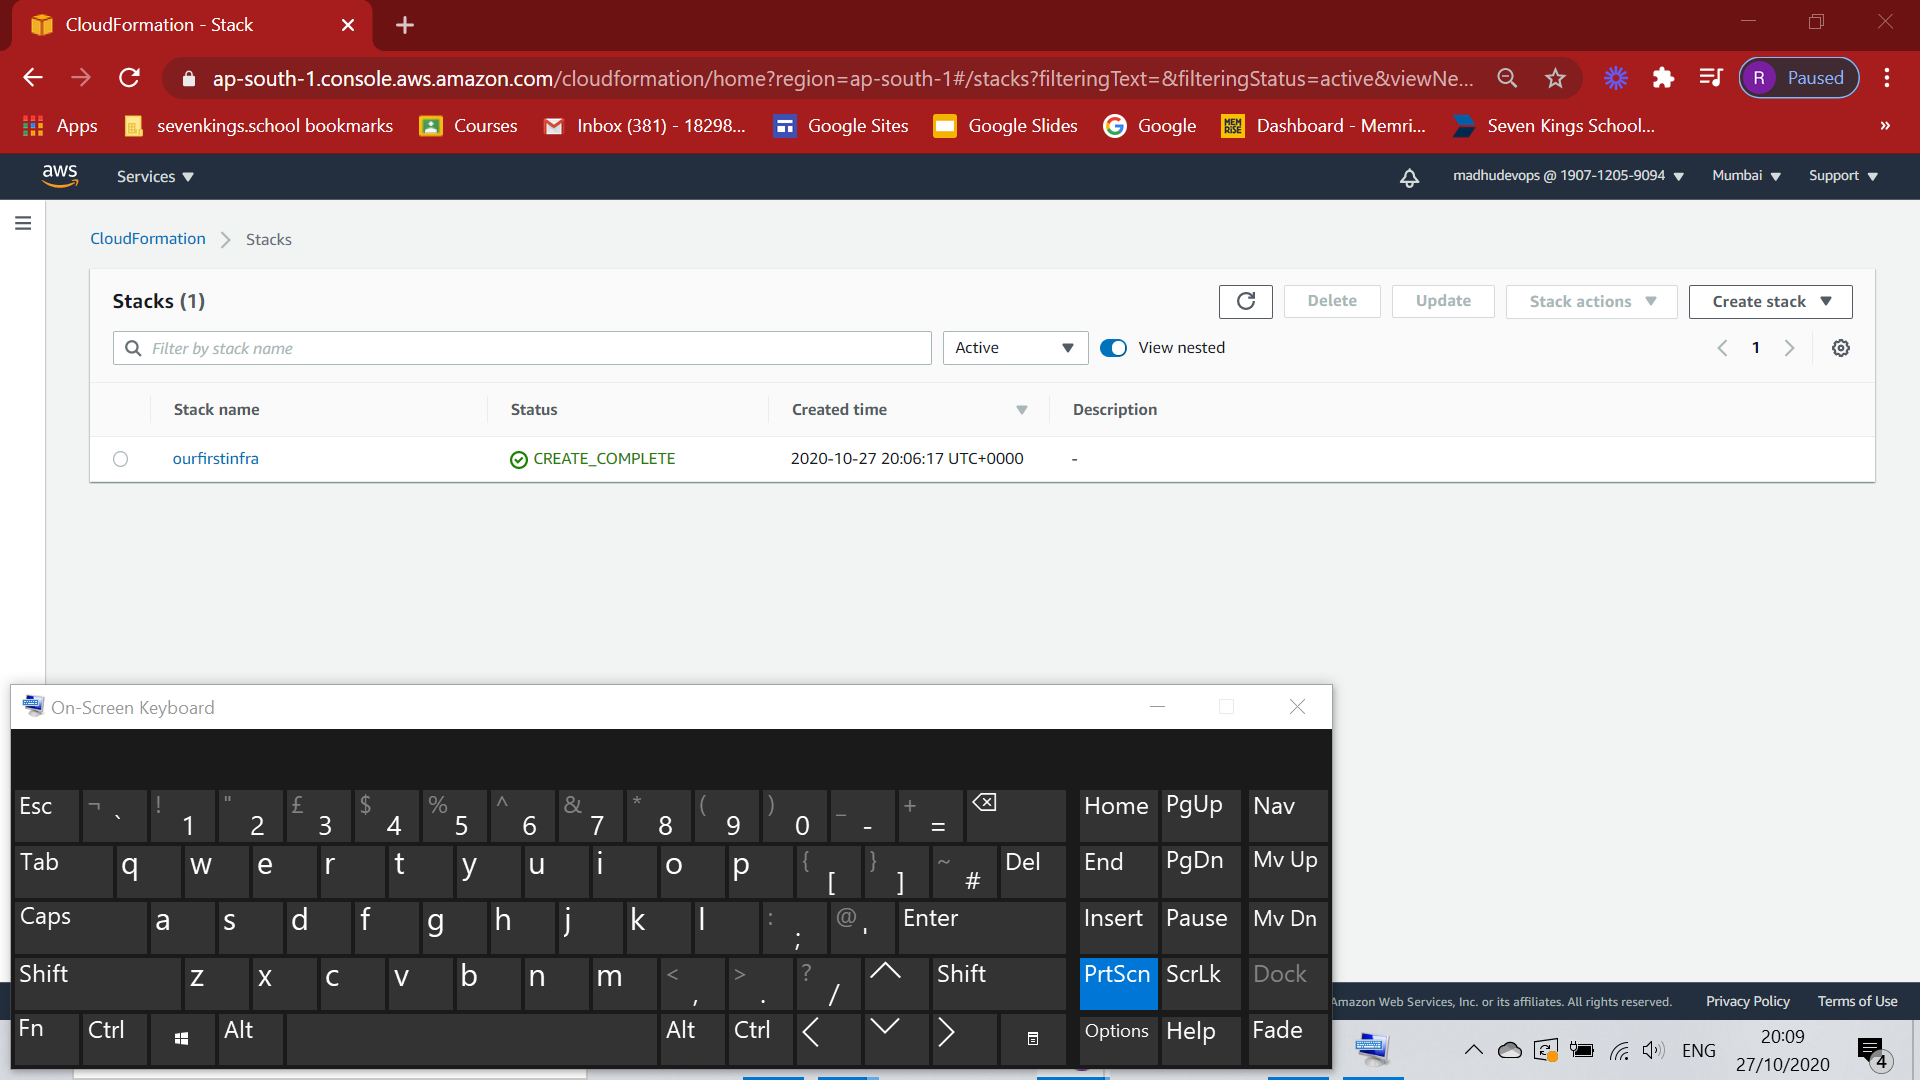 CloudFormation - Stack
ap-south-1.console.aws.amazon.com/cloudformation/home?region=ap-south-1#/stacks?filteringText=&filteringStatus=active&viewNe...
R Paused
Apps sevenkings.school bookmarks Courses Inbox (381) - 18298... Google Sites Google Slides Google Dashboard - Memri... Seven Kings School... »
aws Services madhudevops @ 1907-1205-9094 Mumbai Support
CloudFormation Stacks
Stacks (1) Delete Update Stack actions Create stack
Filter by stack name Active View nested 1
Stack name Status Created time Description
ourfirstinfra CREATE_COMPLETE 2020-10-27 20:06:17 UTC+0000 -
On-Screen Keyboard
Esc ¬ ` ! 1 " 2 £ 3 $ 4 % 5 ^ 6 & 7 * 8 ( 9 ) 0 _ - + = Home PgUp Nav
Tab q w e r t y u i o p { [ } ] ~ # Del End PgDn Mv Up
Caps a s d f g h j k l : ; @ ' Enter Insert Pause Mv Dn
Shift z x c v b n m < , > . ? / Shift PrtScn ScrLk Dock
Fn Ctrl Alt Alt Ctrl Options Help Fade
Amazon Web Services, Inc. or its affiliates. All rights reserved. Privacy Policy Terms of Use
ENG 20:09
27/10/2020
4